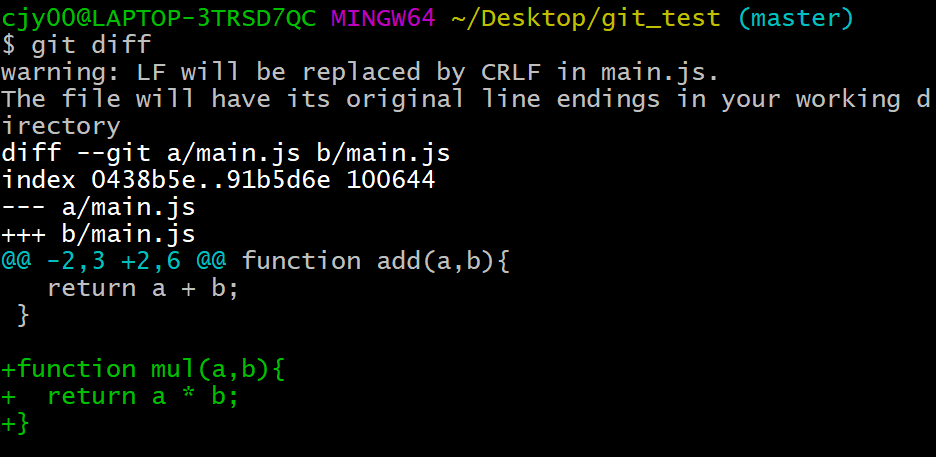 cjy00@LAPTOP-3TRSD7QC MINGW64 ~/Desktop/git_test (master)
$ git diff
warning: LF will be replaced by CRLF in main.js.
The file will have its original line endings in your working d
irectory
diff --git a/main.js b/main.js
index 0438b5e..91b5d6e 100644
--- a/main.js
+++ b/main.js
@@ -2,3 +2,6 @@ function add(a,b){
   return a + b;
 }

+function mul(a,b){
+  return a * b;
+}